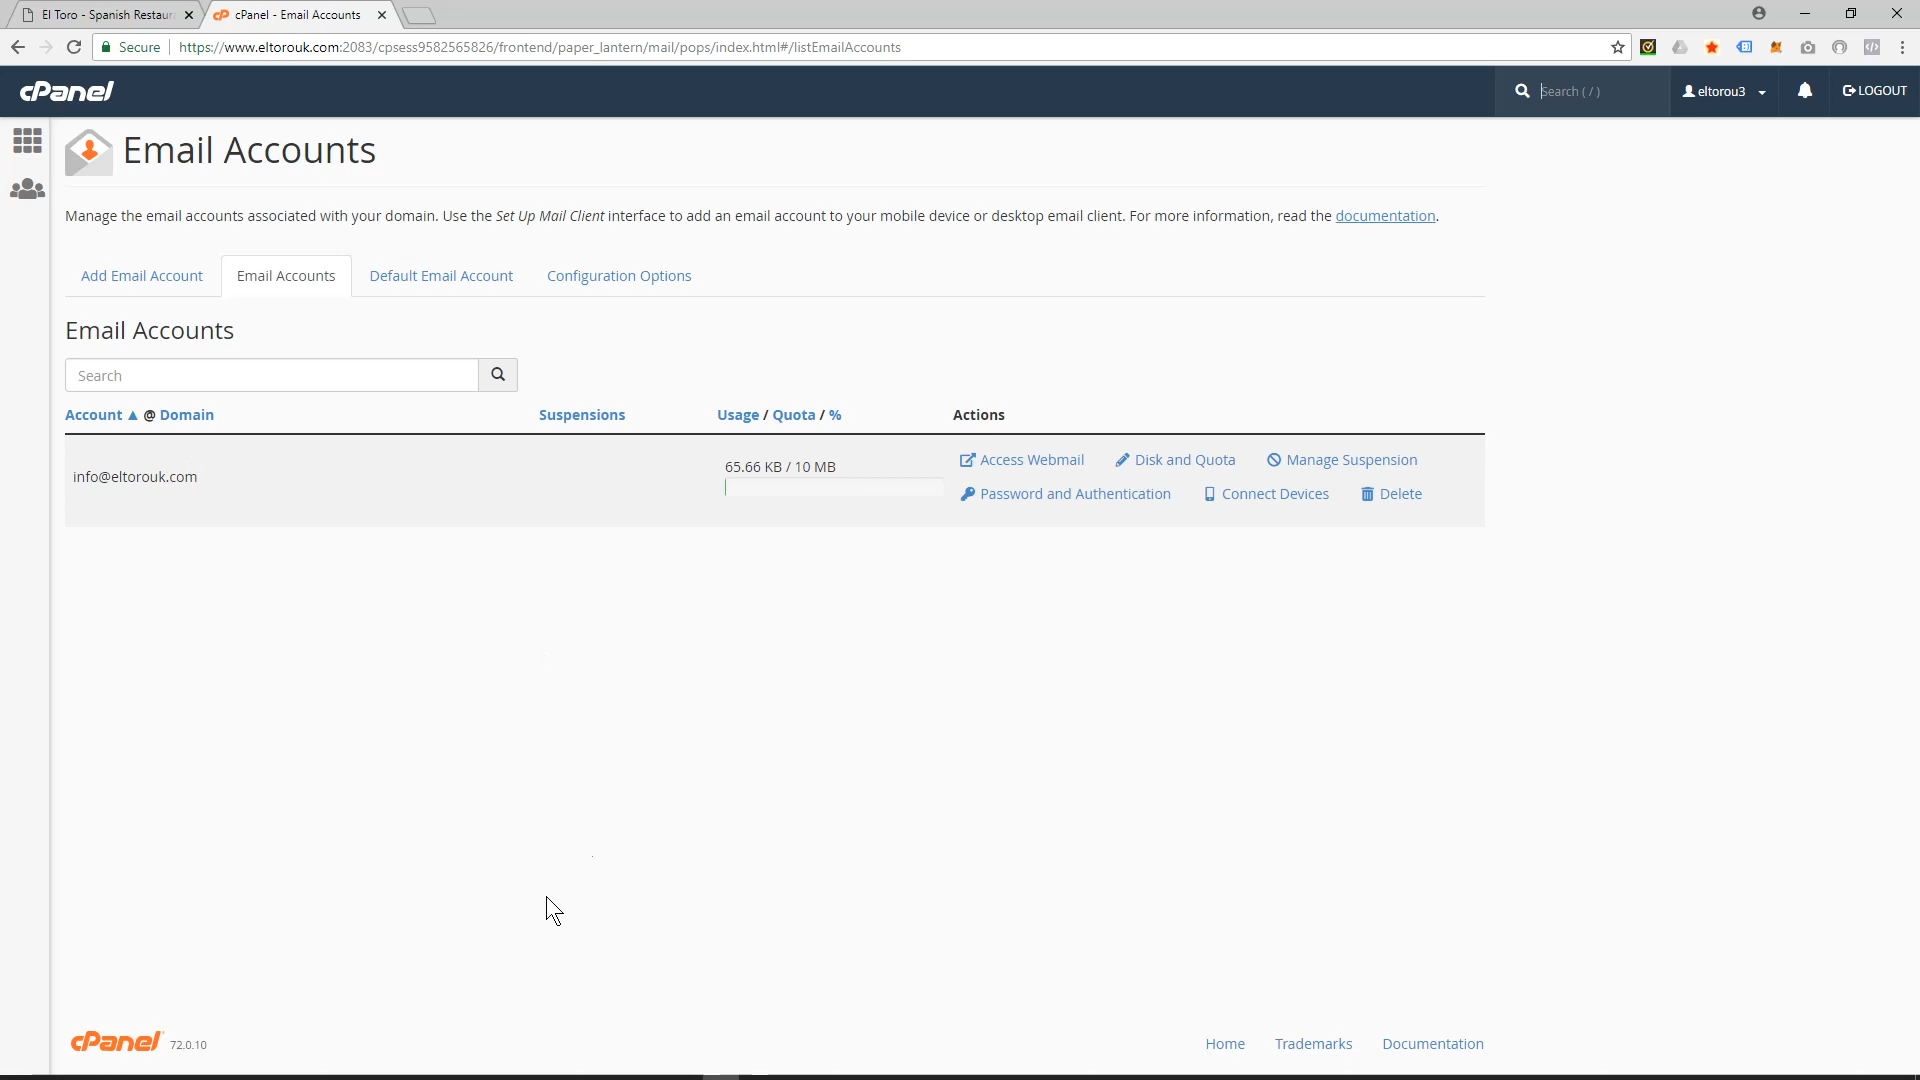 El Toro - Spanish Restaur
cPanel - Email Accounts
Secure https://www.eltorouk.com:2083/cpsess9582565826/frontend/paper_lantern/mail/pops/index.html#/listEmailAccounts
cPanel
Search ( / )
eltorou3
LOGOUT
Email Accounts
Manage the email accounts associated with your domain. Use the Set Up Mail Client interface to add an email account to your mobile device or desktop email client. For more information, read the documentation.
Add Email Account Email Accounts Default Email Account Configuration Options
Email Accounts
Search
Account ▲ @ Domain Suspensions Usage / Quota / % Actions
info@eltorouk.com
65.66 KB / 10 MB
Access Webmail Disk and Quota Manage Suspension
Password and Authentication Connect Devices Delete
cPanel 72.0.10
Home Trademarks Documentation